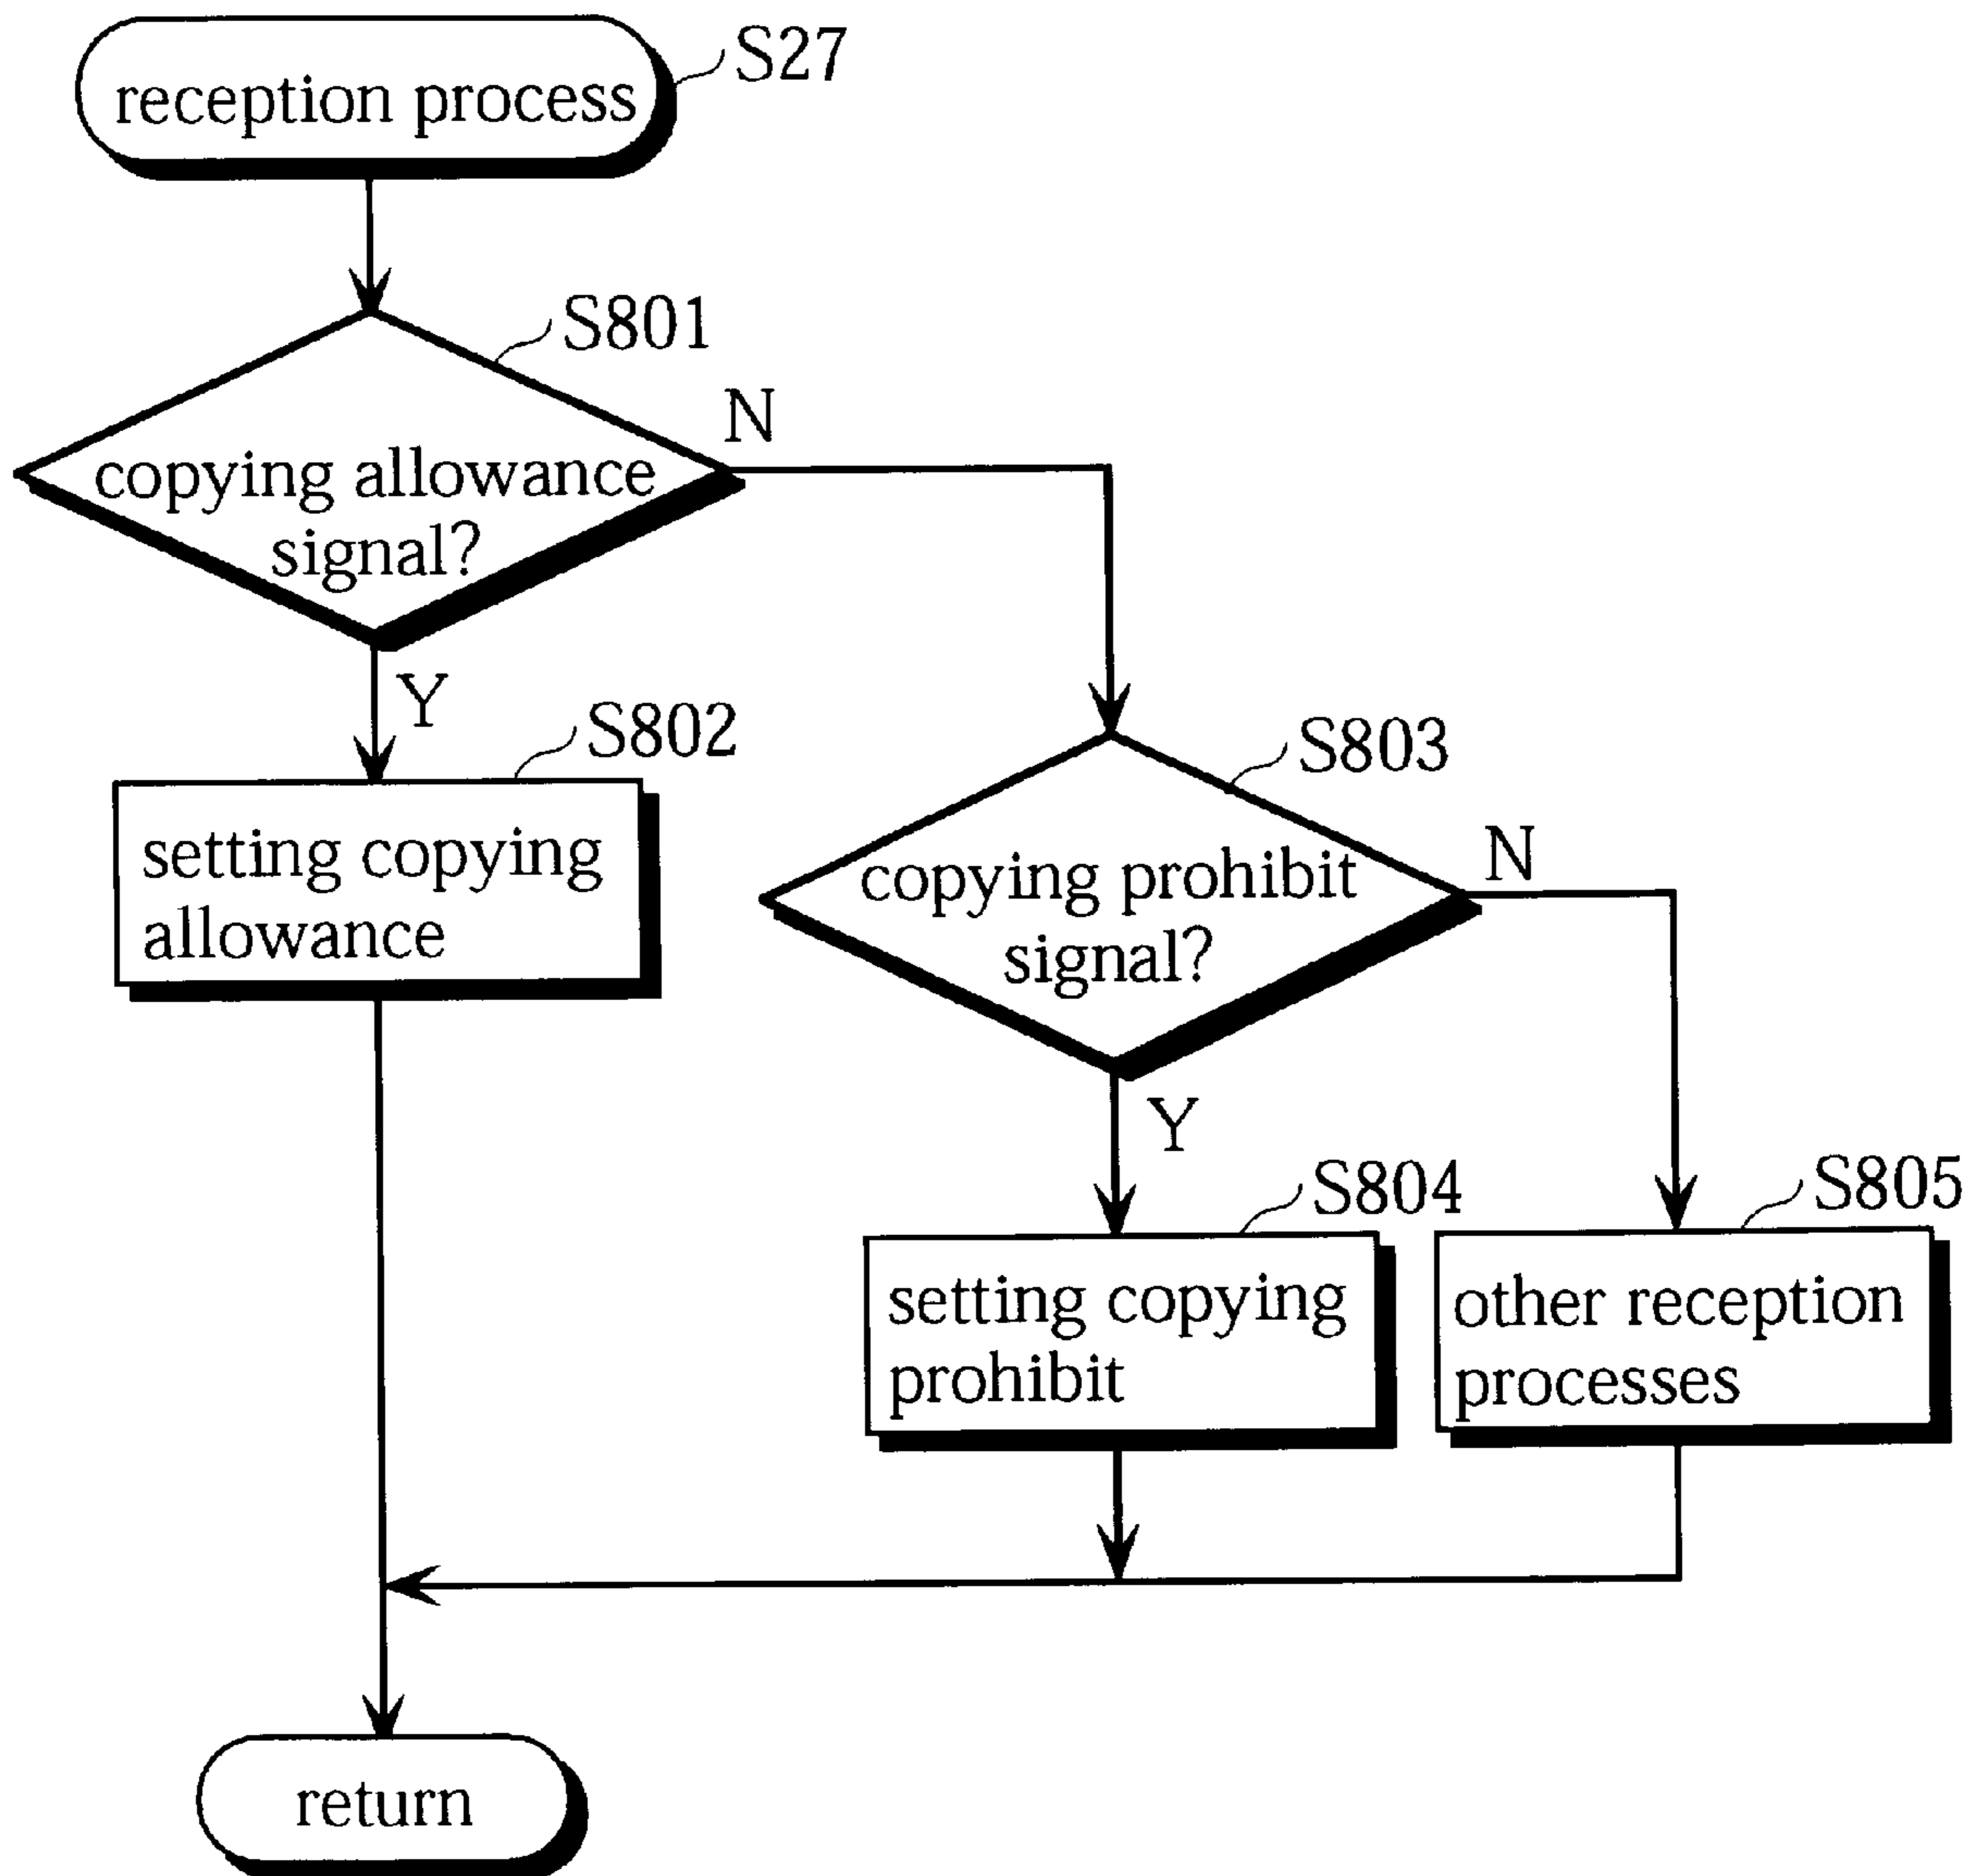 reception process
S27
S801
copying allowance
signal?
N
Y
S802
setting copying
allowance
S803
copying prohibit
signal?
N
Y
S804
setting copying
prohibit
S805
other reception
processes
return